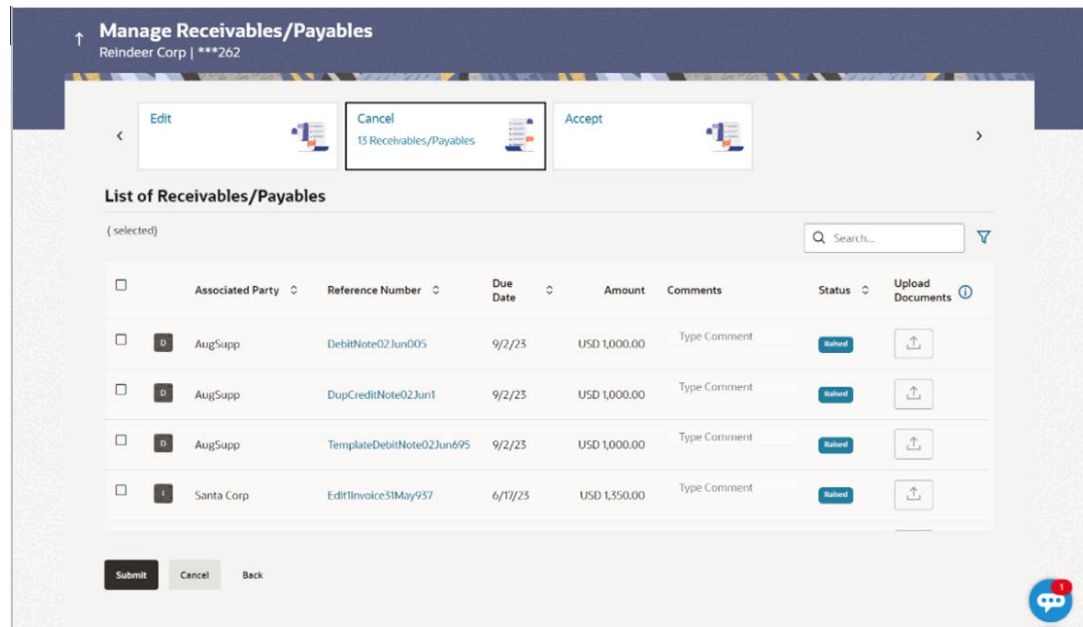 Manage Receivables/Payables
Reindeer Corp | ***262
Edit
Cancel
13 Receivables/Payables
Accept
List of Receivables/Payables
( selected)
Search...
Associated Party Reference Number Due Date Amount Comments Status Upload Documents
D AugSupp DebitNote02Jun005 9/2/23 USD 1,000.00 Type Comment Raised
D AugSupp DupCreditNote02Jun1 9/2/23 USD 1,000.00 Type Comment Raised
D AugSupp TemplateDebitNote02Jun695 9/2/23 USD 1,000.00 Type Comment Raised
I Santa Corp Edit1Invoice31May937 6/17/23 USD 1,350.00 Type Comment Raised
Submit Cancel Back
1